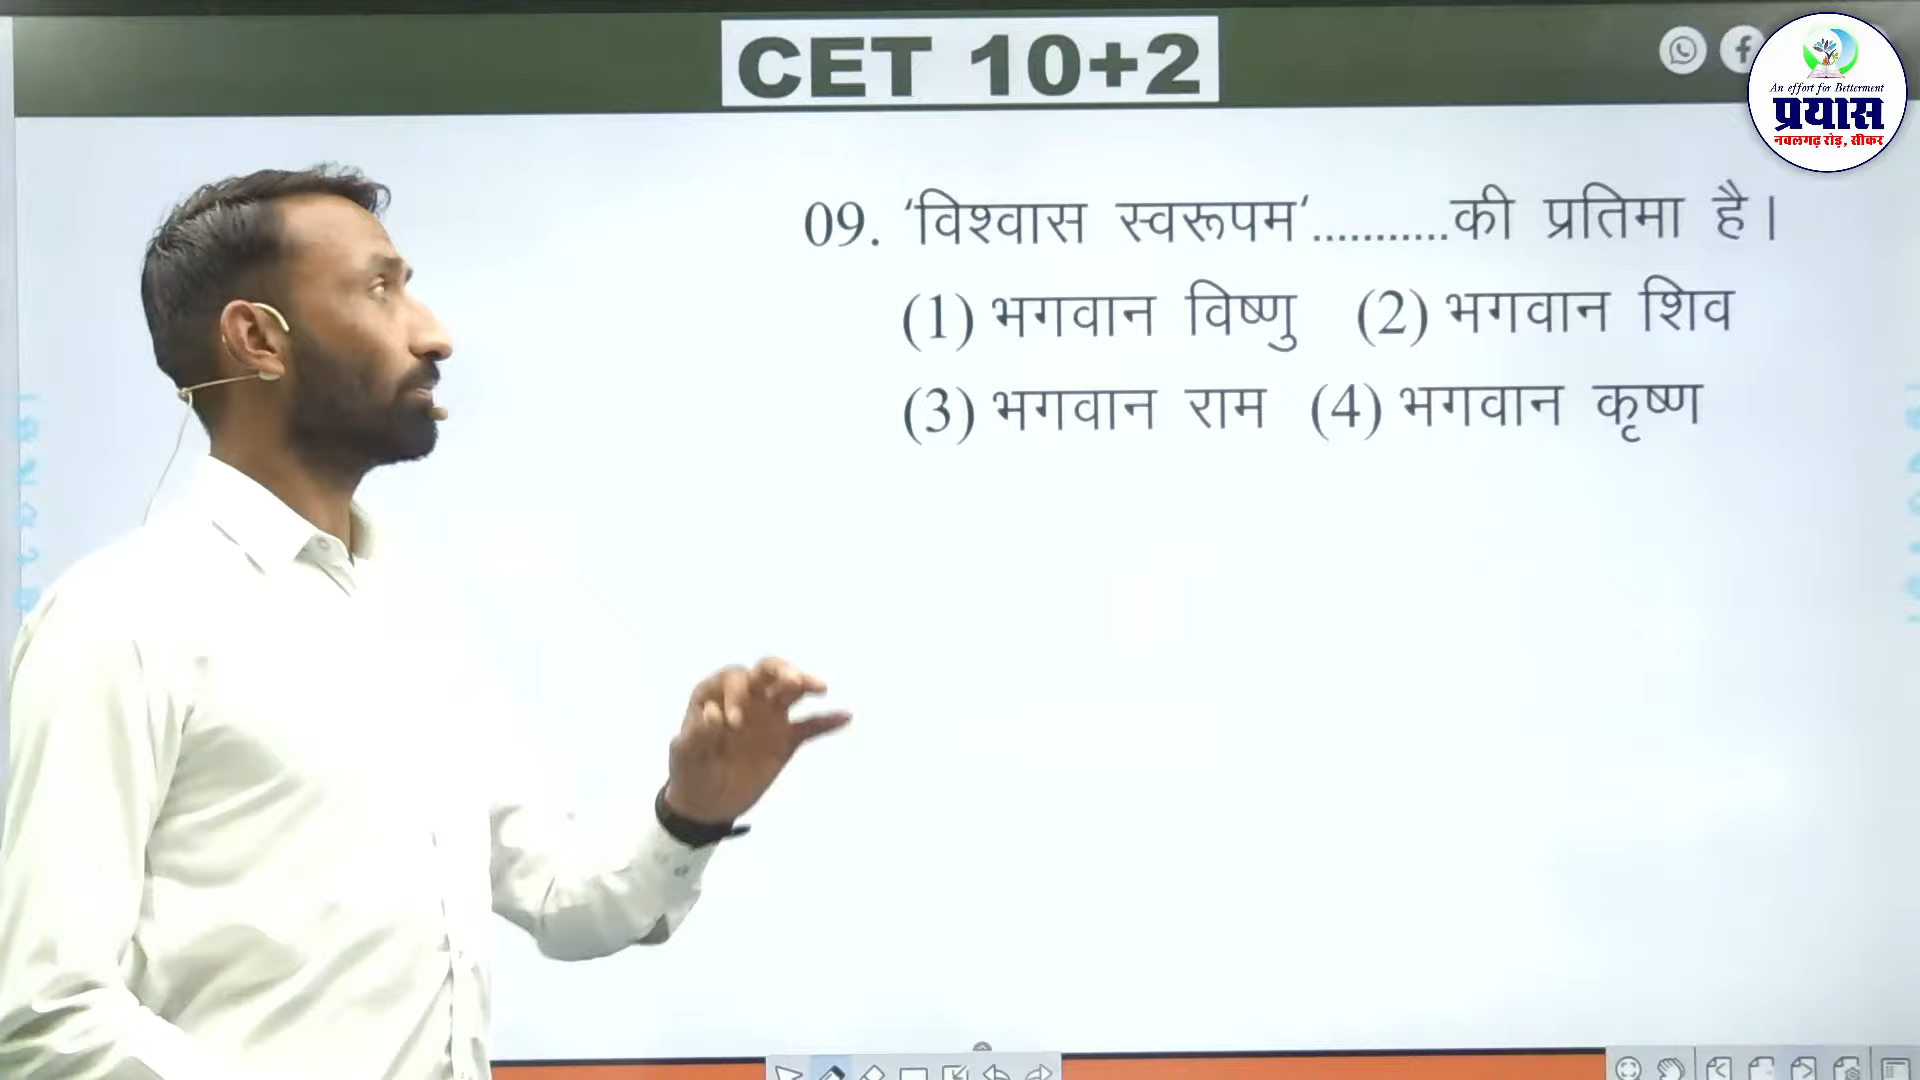 CET 10+2
An effort for Betterment
प्रयास
नवलगढ़ रोड़, सीकर
09. 'विश्वास स्वरूपम'...........की प्रतिमा है।
(1) भगवान विष्णु (2) भगवान शिव
(3) भगवान राम (4) भगवान कृष्ण